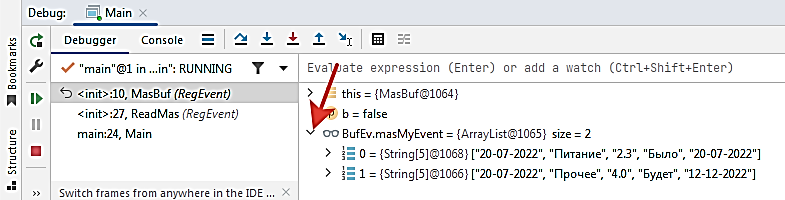 Debug: Main
Debugger Console
"main"@1 in ...in": RUNNING
Evaluate expression (Enter) or add a watch (Ctrl+Shift+Enter)
<init>:10, MasBuf (RegEvent)
<init>:27, ReadMas (RegEvent)
main:24, Main
this = {MasBuf@1064}
b = false
BufEv.masMyEvent = {ArrayList@1065} size = 2
0 = {String[5]@1068} ["20-07-2022", "Питание", "2.3", "Было", "20-07-2022"]
1 = {String[5]@1066} ["20-07-2022", "Прочее", "4.0", "Будет", "12-12-2022"]
Switch frames from anywhere in the IDE ...
Bookmarks
Structure